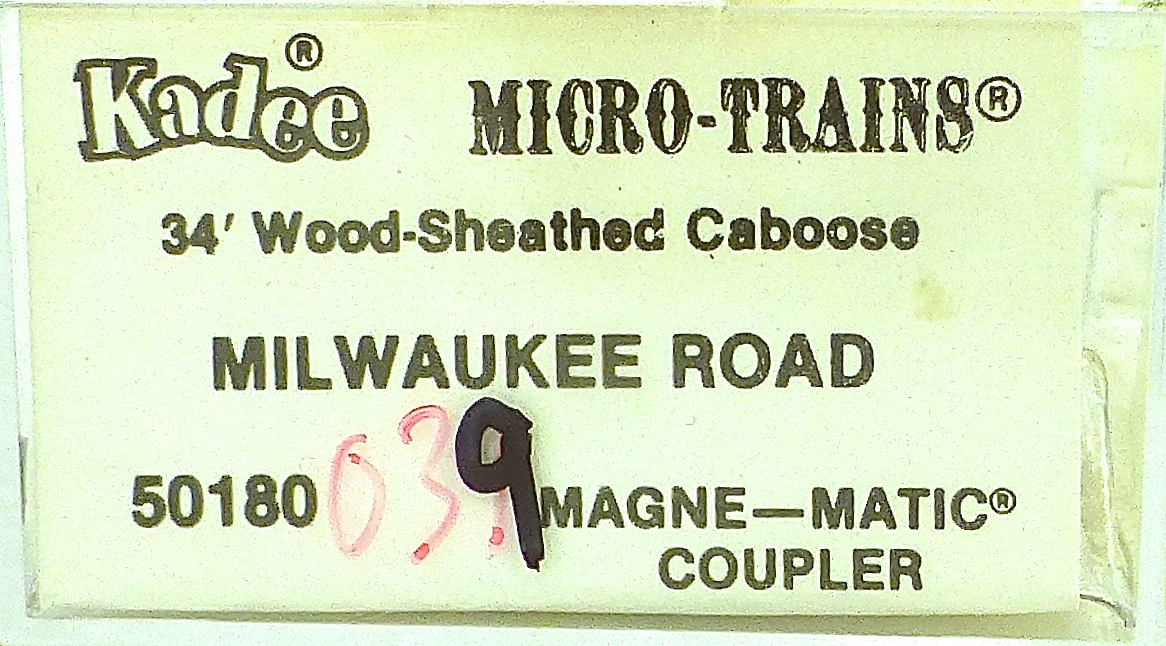 Kadee® MICRO-TRAINS®
34' Wood-Sheathed Caboose
MILWAUKEE ROAD
50180 039 MAGNE—MATIC®
COUPLER